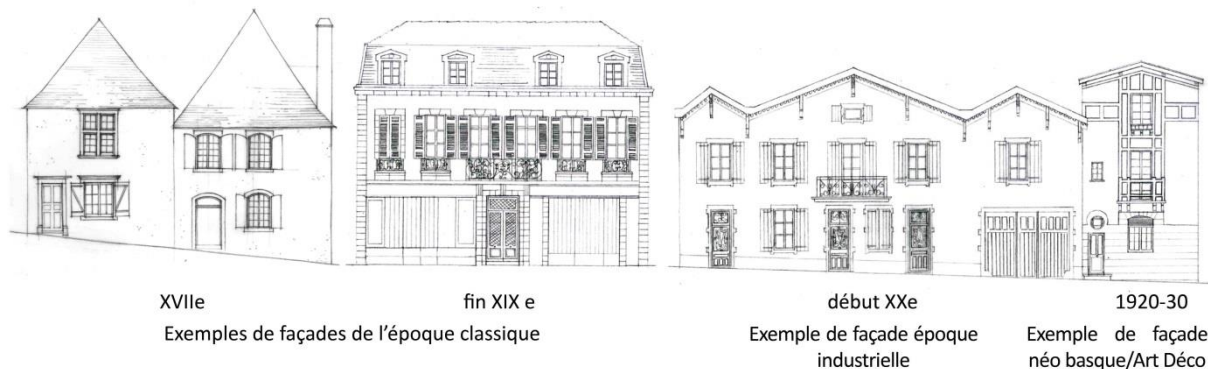 XVIIe
fin XIX e
début XXe
1920-30
Exemples de façades de l’époque classique
Exemple de façade époque
industrielle
Exemple de façade
néo basque/Art Déco